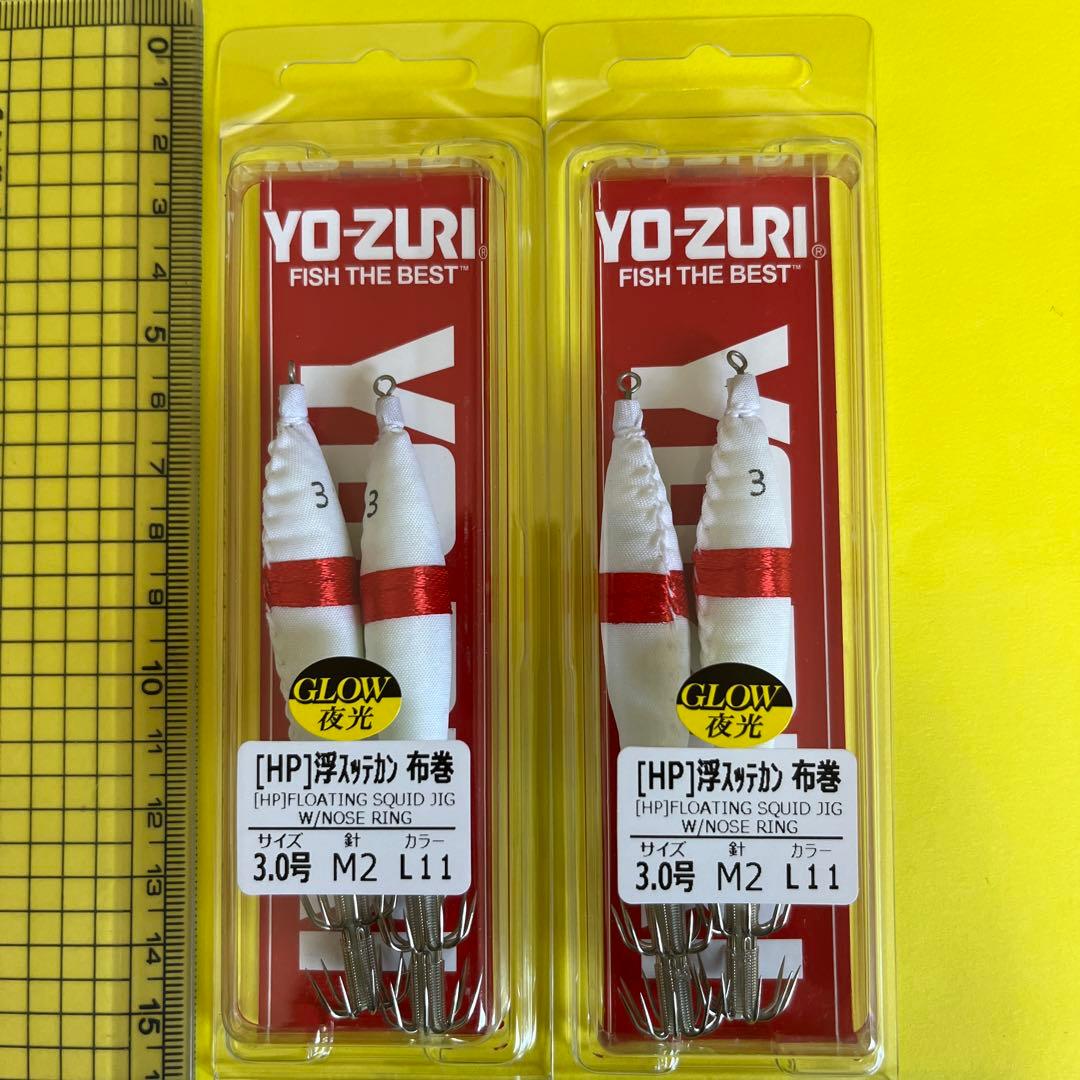 0
1
2
3
4
5
6
7
8
9
10
11
12
13
14
15
YO-ZURI®
FISH THE BEST™
3
3
GLOW
夜光
[HP]浮ｽｯﾃｶﾝ 布巻
[HP]FLOATING SQUID JIG
W/NOSE RING
サイズ 針 カラー
3.0号 M2 L11
YO-ZURI®
FISH THE BEST™
3
GLOW
夜光
[HP]浮ｽｯﾃｶﾝ 布巻
[HP]FLOATING SQUID JIG
W/NOSE RING
サイズ 針 カラー
3.0号 M2 L11